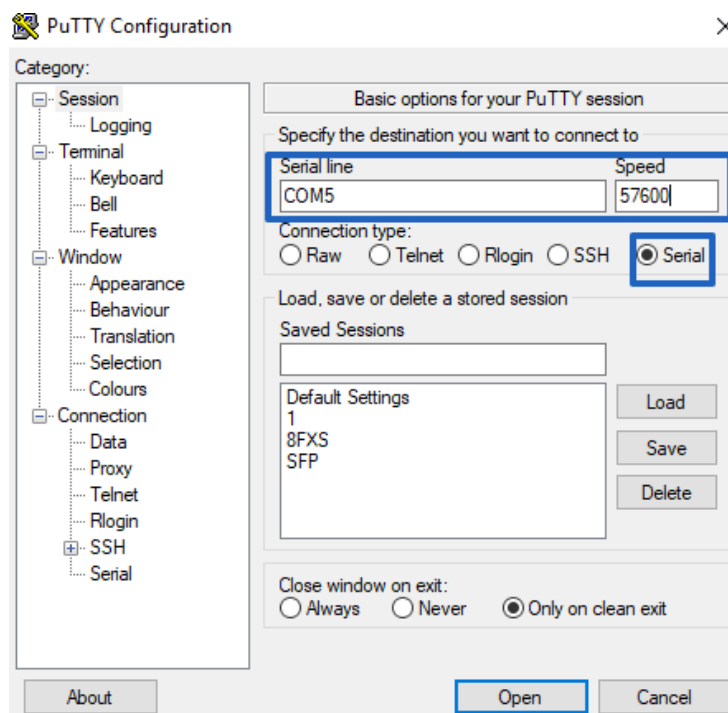 PuTTY Configuration
Category:
Session
Logging
Terminal
Keyboard
Bell
Features
Window
Appearance
Behaviour
Translation
Selection
Colours
Connection
Data
Proxy
Telnet
Rlogin
SSH
Serial
Basic options for your PuTTY session
Specify the destination you want to connect to
Serial line Speed
COM5 57600
Connection type:
Raw Telnet Rlogin SSH Serial
Load, save or delete a stored session
Saved Sessions
Default Settings
1
8FXS
SFP
Load
Save
Delete
Close window on exit:
Always Never Only on clean exit
About Open Cancel